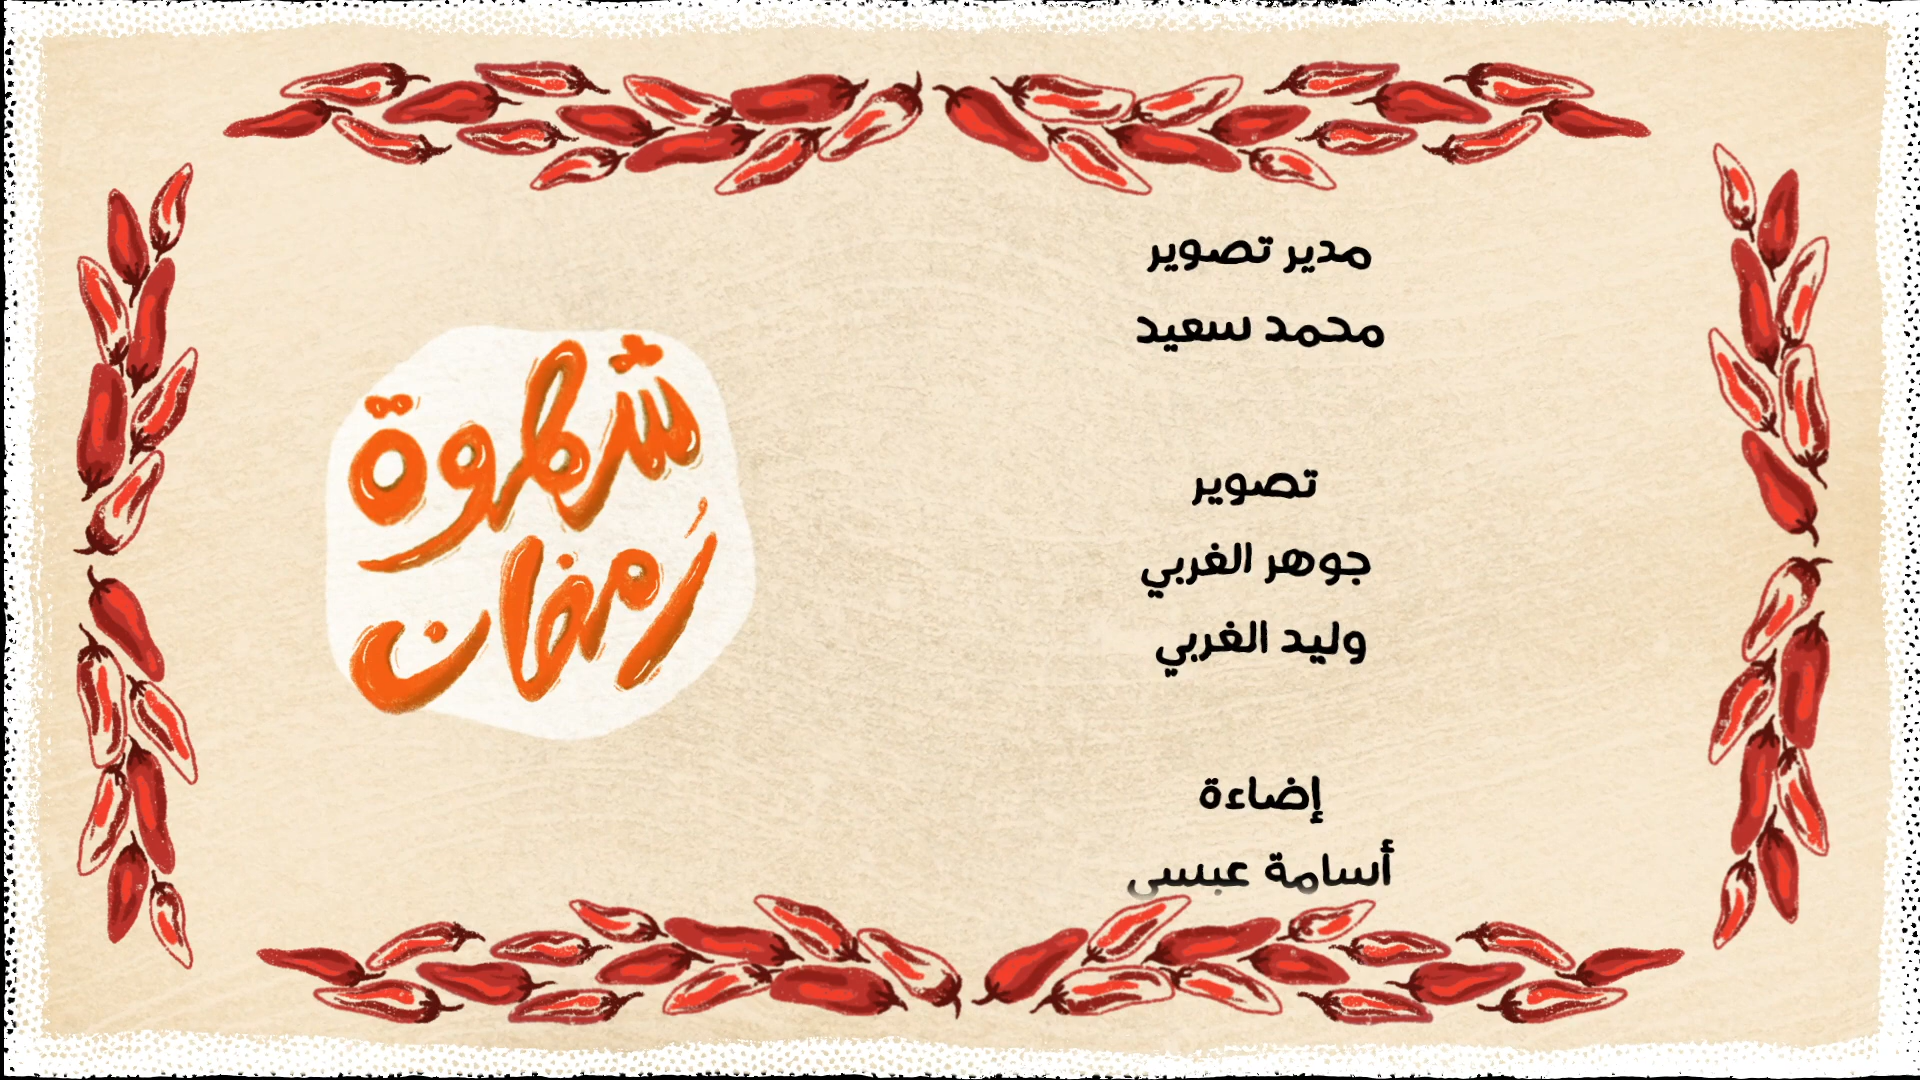 شهوة
رمضان
مدير تصوير
محمد سعيد
تصوير
جوهر الغربي
وليد الغربي
إضاءة
أسامة عبسي